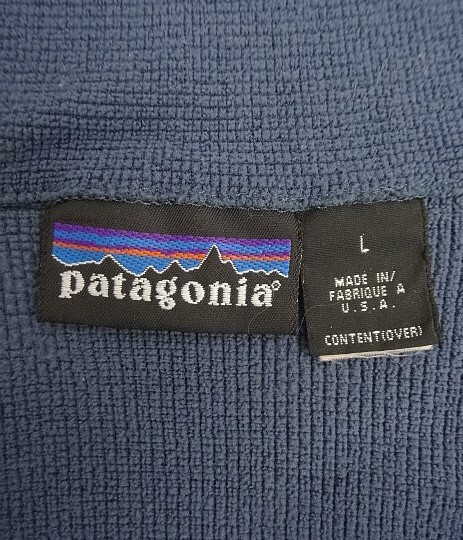 patagonia®
L
MADE IN/
FABRIQUE A
U.S.A.
CONTENT(OVER)